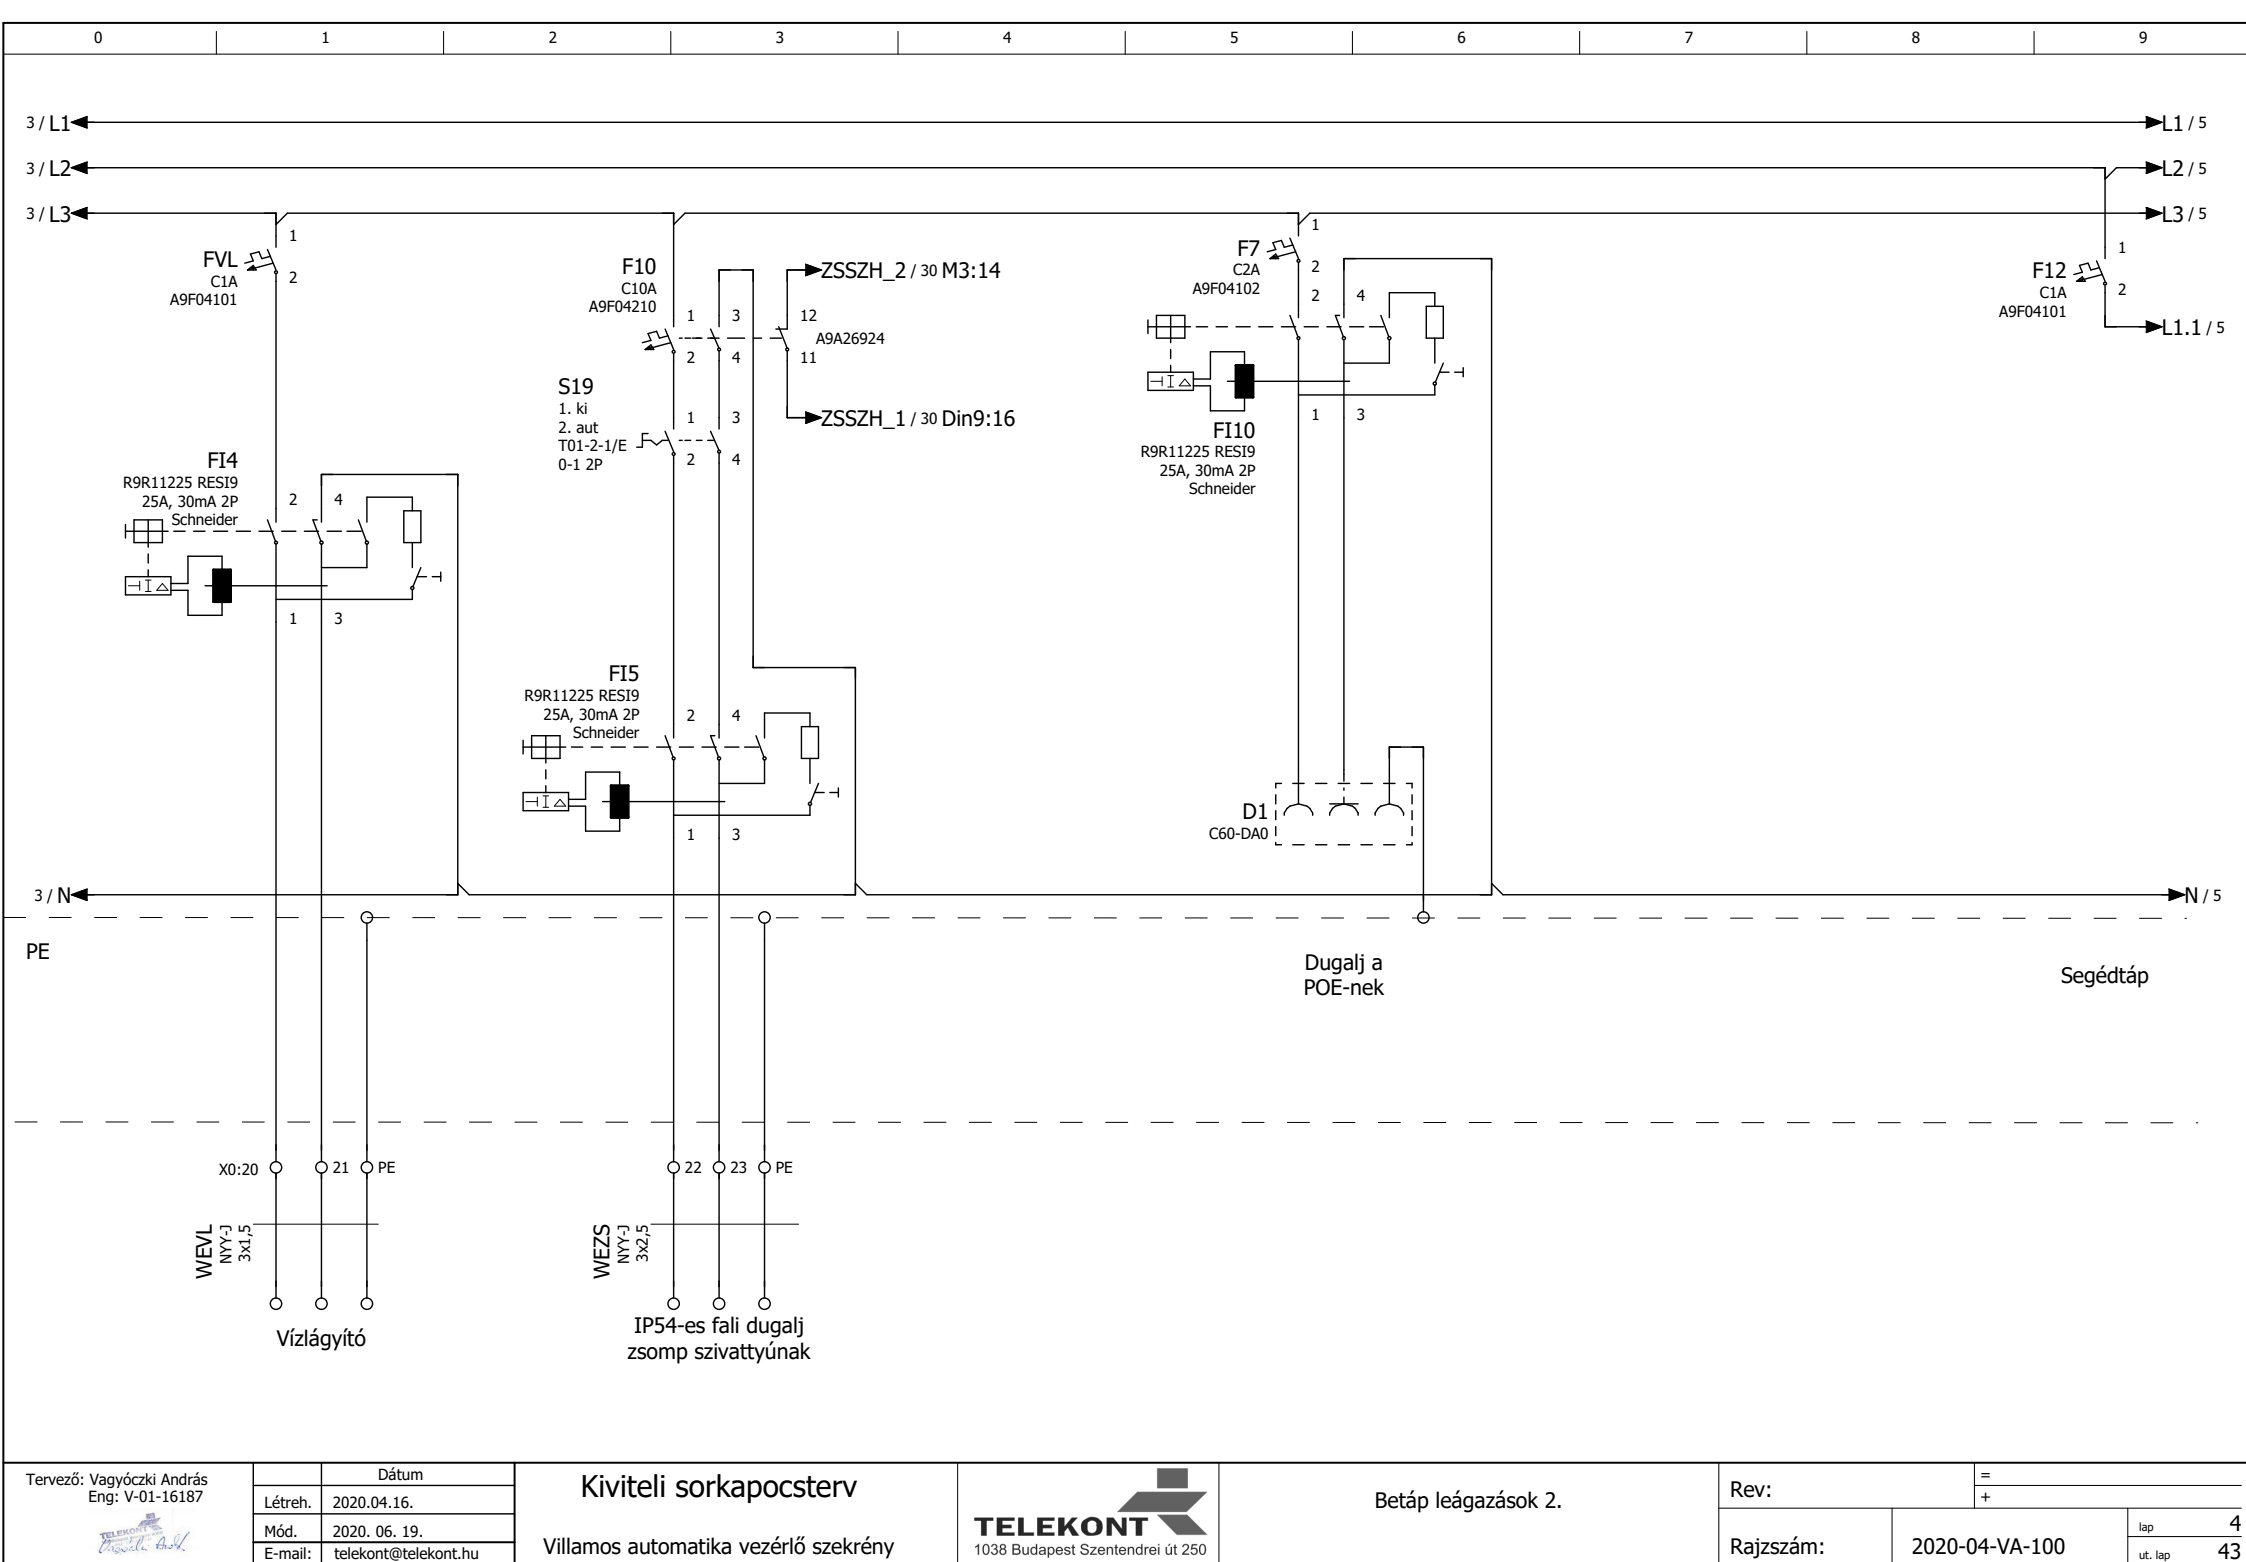 0 1 2 3 4 5 6 7 8 9
3 / L1
L1 / 5
3 / L2
L2 / 5
3 / L3
L3 / 5
FVL
C1A
A9F04101
1
2
F10
C10A
A9F04210
1 3
2 4
12
A9A26924
11
ZSSZH_2 / 30 M3:14
ZSSZH_1 / 30 Din9:16
S19
1. ki
2. aut
T01-2-1/E
0-1 2P
1 3
2 4
F7
C2A
A9F04102
1
2
2 4
1 3
FI10
R9R11225 RESI9
25A, 30mA 2P
Schneider
F12
C1A
A9F04101
1
2
L1.1 / 5
FI4
R9R11225 RESI9
25A, 30mA 2P
Schneider
2 4
1 3
FI5
R9R11225 RESI9
25A, 30mA 2P
Schneider
2 4
1 3
D1
C60-DA0
3 / N
N / 5
PE
Dugalj a
POE-nek
Segédtáp
X0:20 21 PE
22 23 PE
WEVL
NYY-J
3x1,5
WEZS
NYY-J
3x2,5
Vízlágyító
IP54-es fali dugalj
zsomp szivattyúnak
Tervező: Vagyóczki András
Eng: V-01-16187
TELEKONT
Dátum
Létreh. 2020.04.16.
Mód. 2020. 06. 19.
E-mail: telekont@telekont.hu
Kiviteli sorkapocsterv
Villamos automatika vezérlő szekrény
TELEKONT
1038 Budapest Szentendrei út 250
Betáp leágazások 2.
Rev:
=
+
Rajzszám: 2020-04-VA-100
lap 4
ut. lap 43